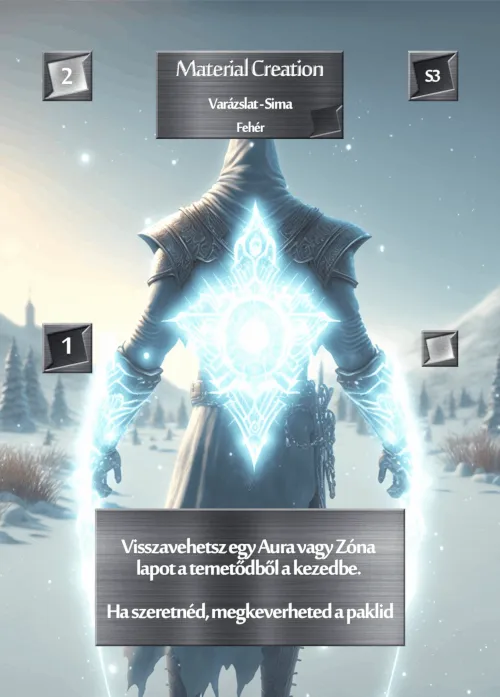 2
Material Creation
S3
Varázslat - Sima
Fehér
1
Visszavehetsz egy Aura vagy Zóna
lapot a temetődből a kezedbe.
Ha szeretnéd, megkeverheted a paklid